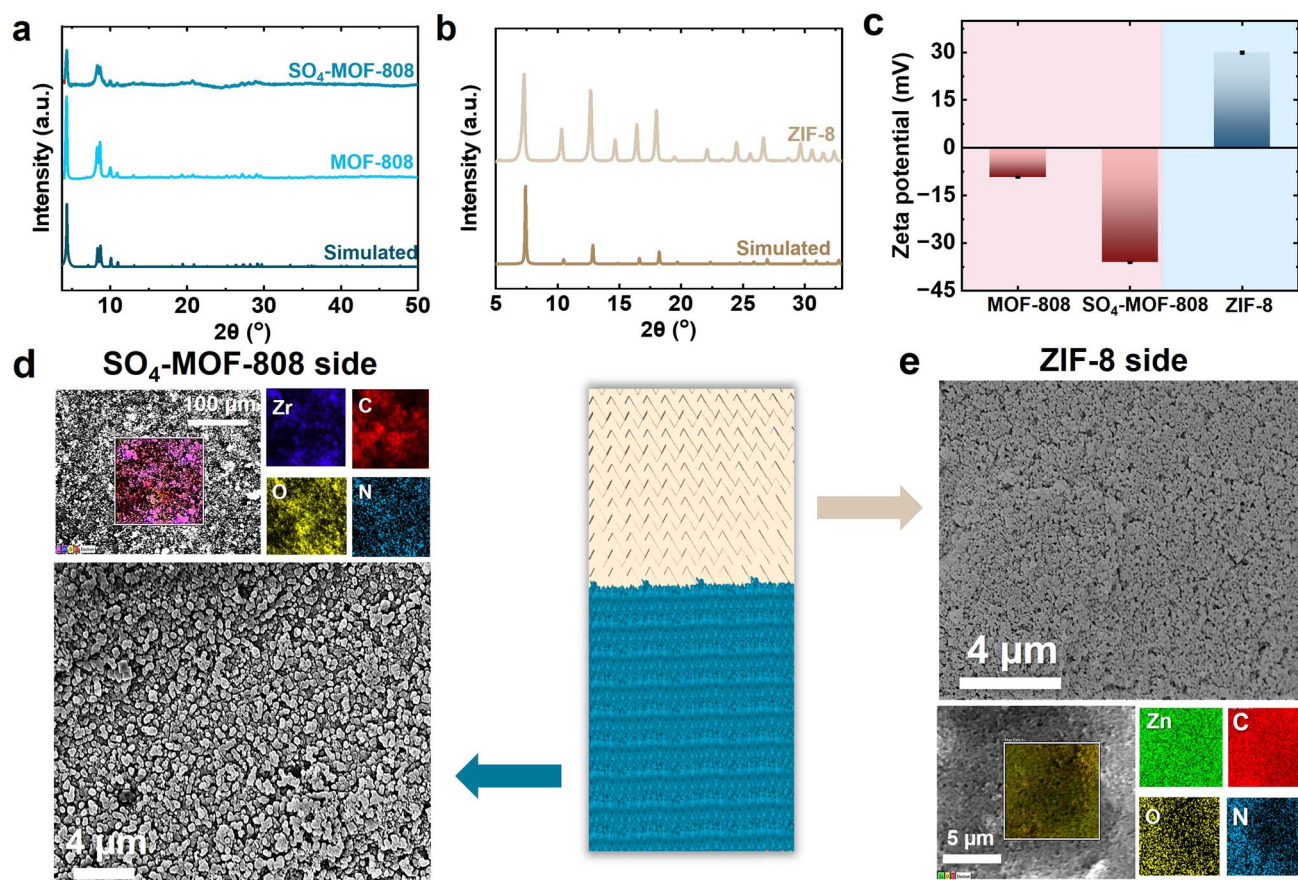 a
Intensity (a.u.)
SO₄-MOF-808
MOF-808
Simulated
10
20
30
40
50
2θ (°)
b
Intensity (a.u.)
ZIF-8
Simulated
5
10
15
20
25
30
2θ (°)
c
Zeta potential (mV)
30
15
0
−15
−30
−45
MOF-808
SO₄-MOF-808
ZIF-8
d
SO₄-MOF-808 side
100 µm
Zr
C
O
N
4 µm
e
ZIF-8 side
4 µm
5 µm
Zn
C
O
N